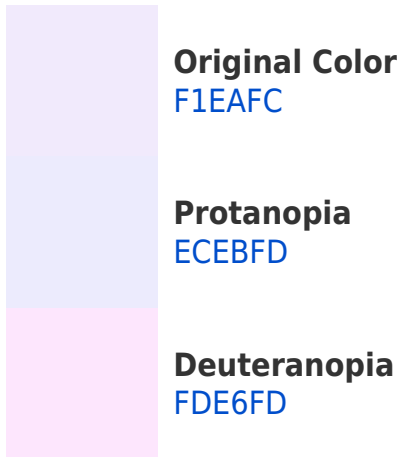 Original Color
F1EAFC
Protanopia
ECEBFD
Deuteranopia
FDE6FD